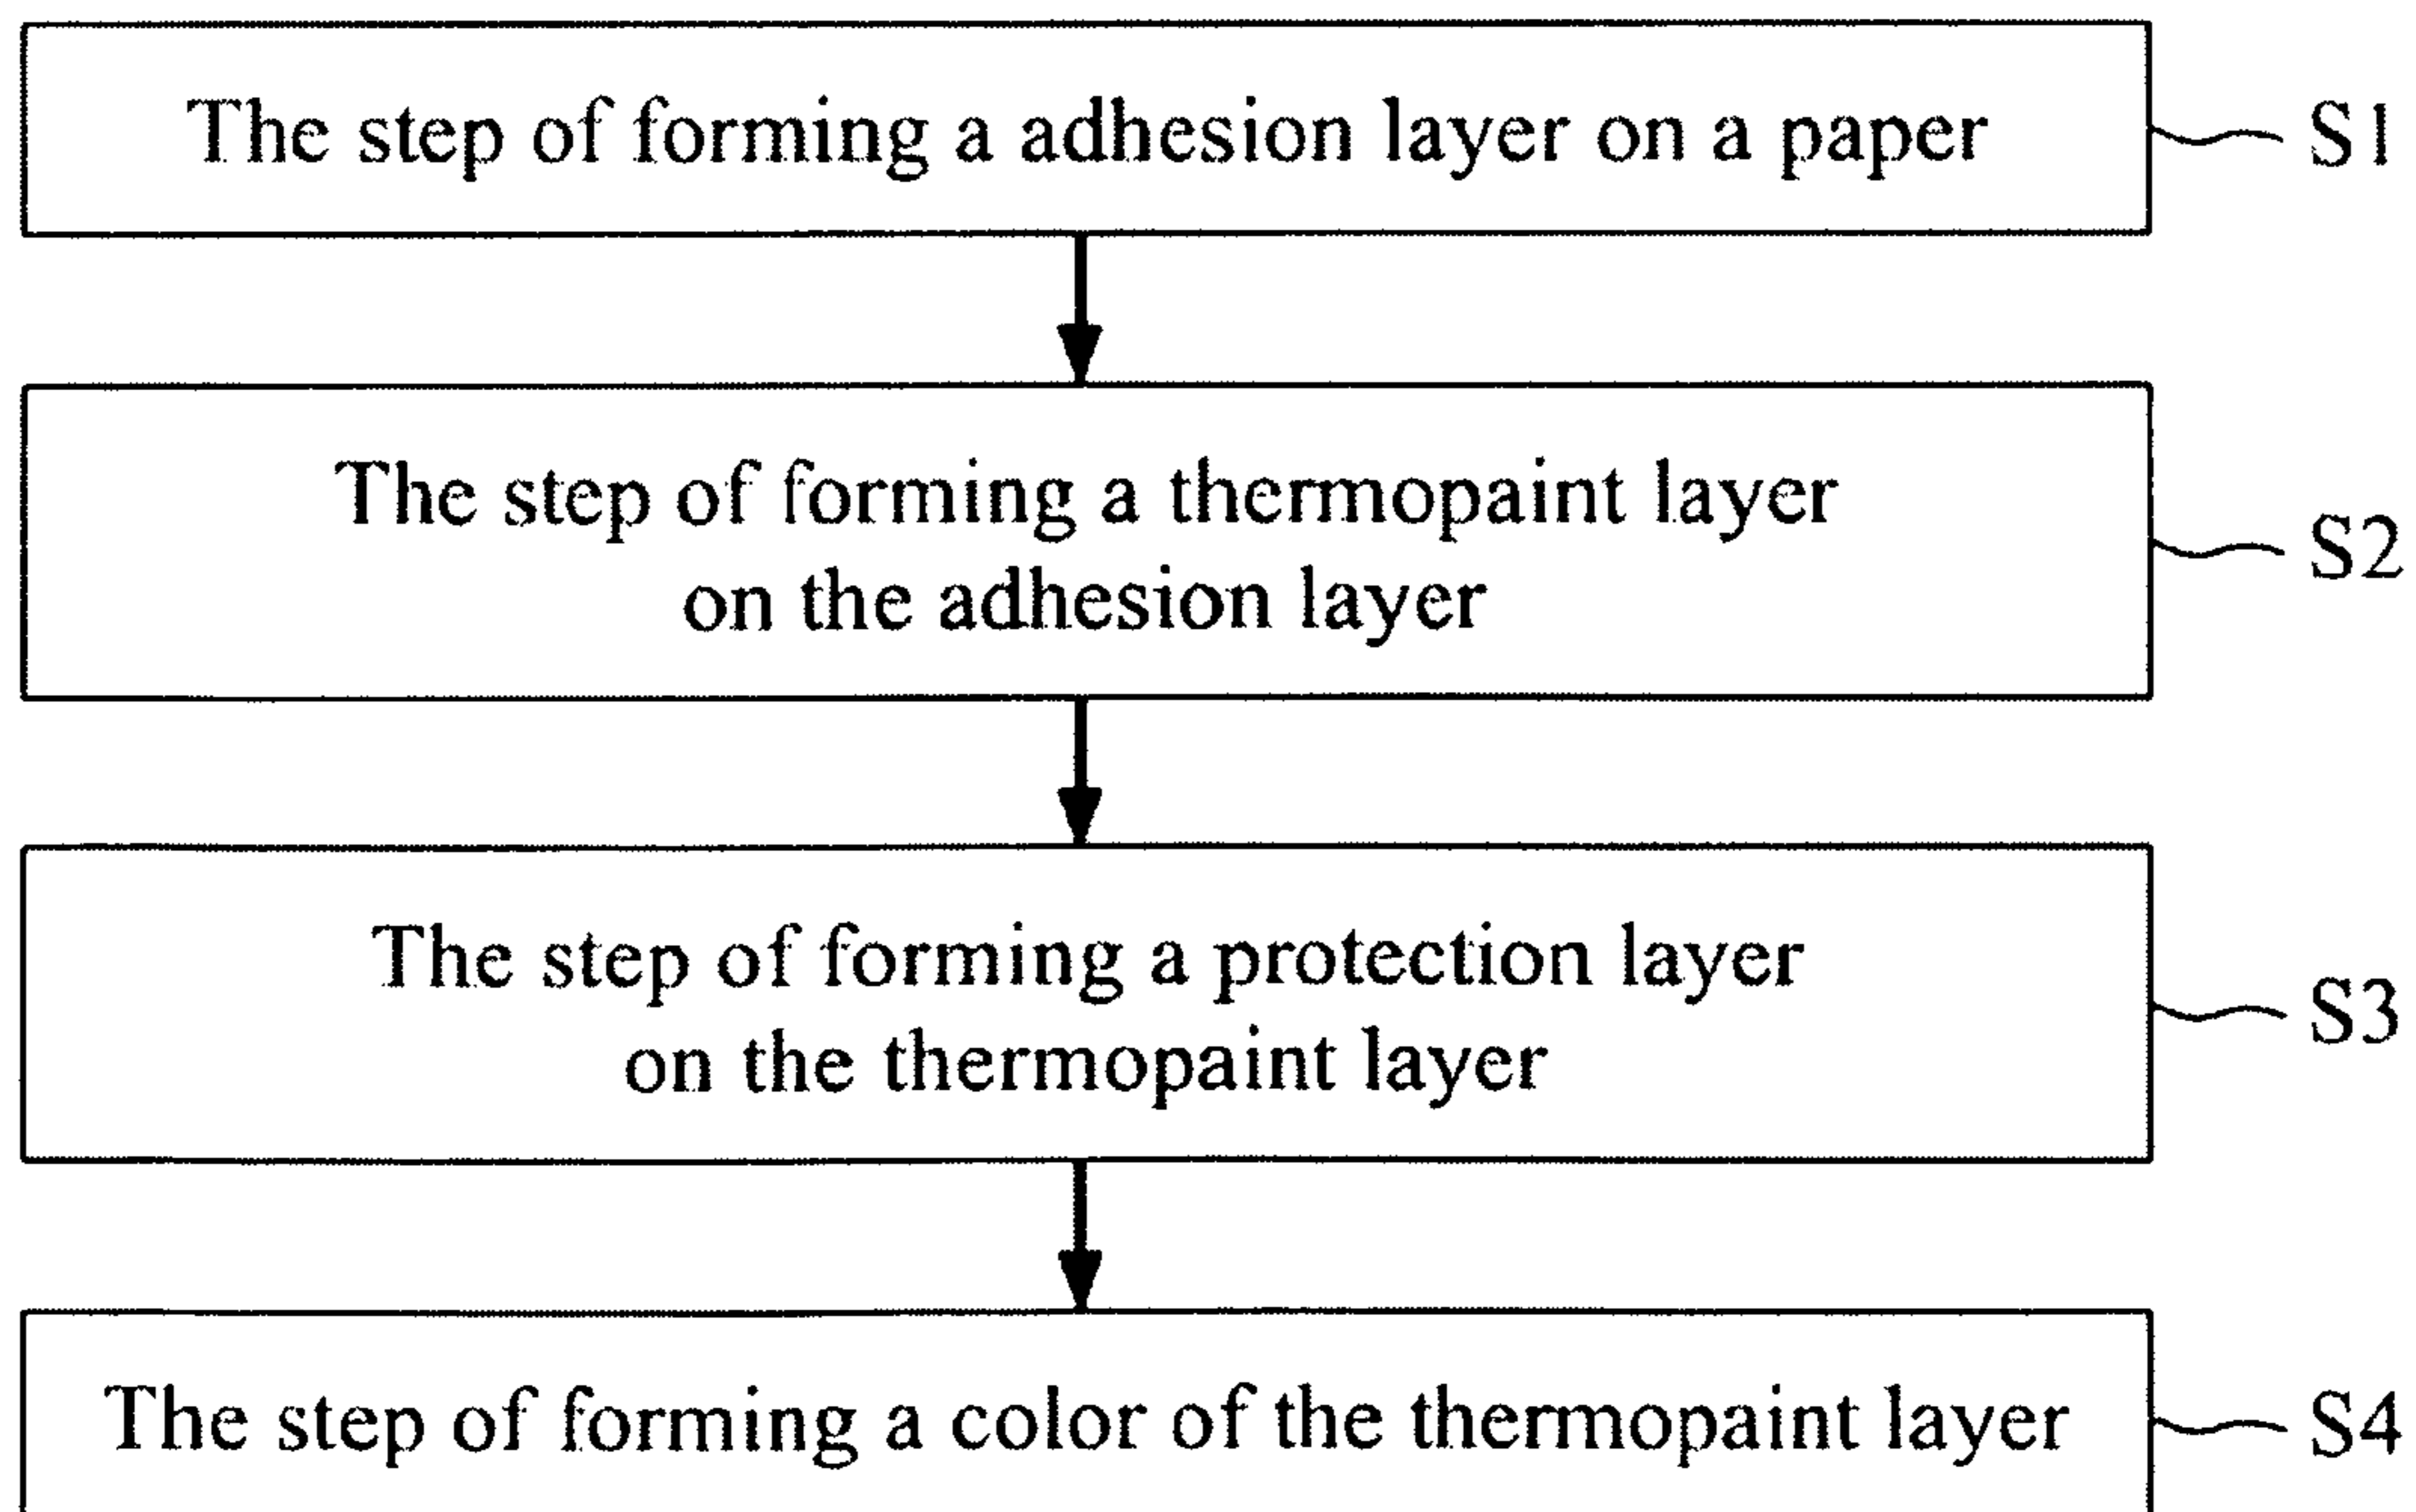 The step of forming a adhesion layer on a paper
S1
The step of forming a thermopaint layer
on the adhesion layer
S2
The step of forming a protection layer
on the thermopaint layer
S3
The step of forming a color of the thermopaint layer
S4